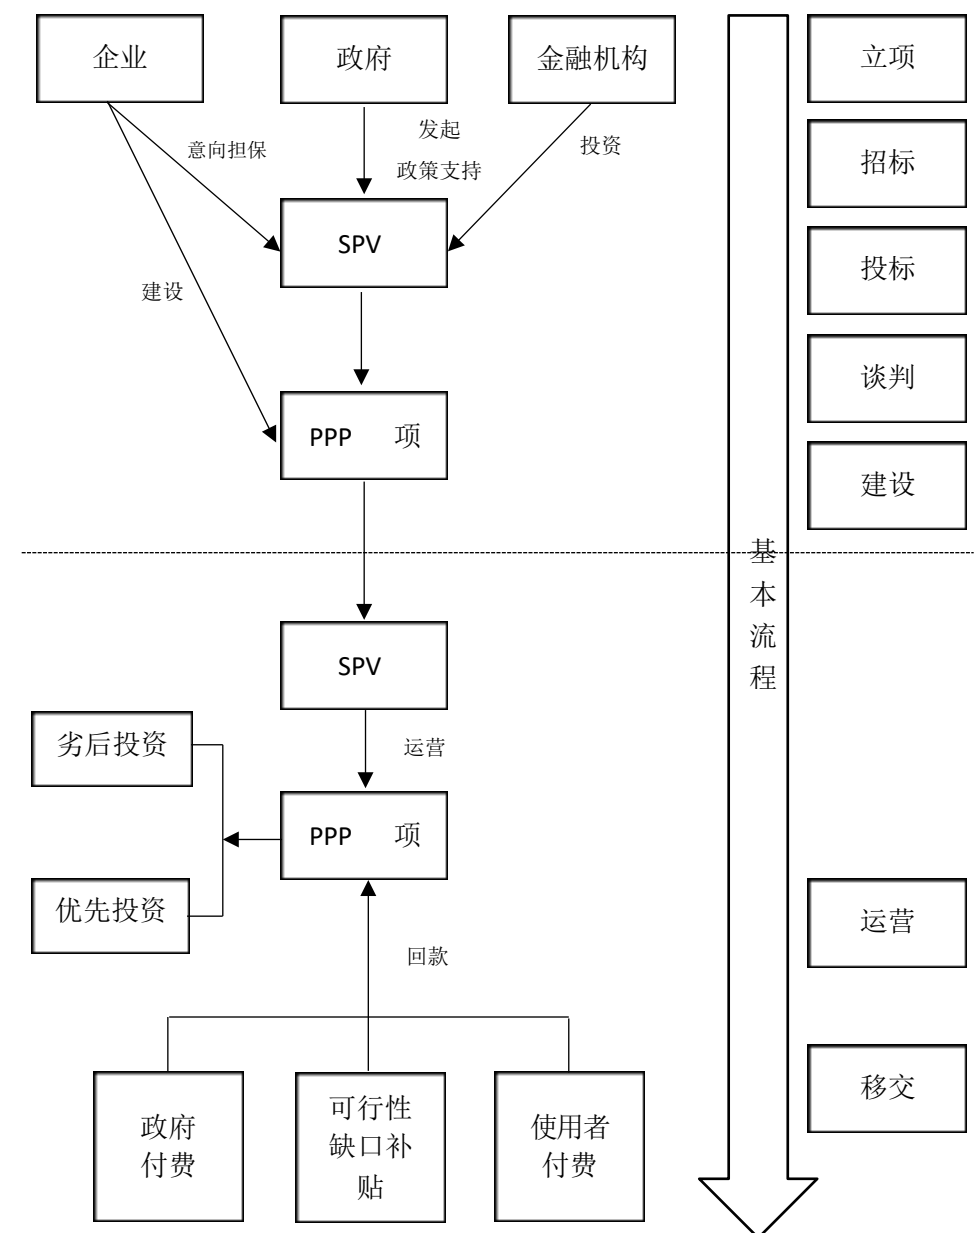 企业
政府
金融机构
立项
意向担保
发起
政策支持
投资
招标
SPV
投标
建设
谈判
PPP 项
建设
基
本
流
程
SPV
劣后投资
运营
PPP 项
优先投资
运营
回款
移交
政府
付费
可行性
缺口补
贴
使用者
付费